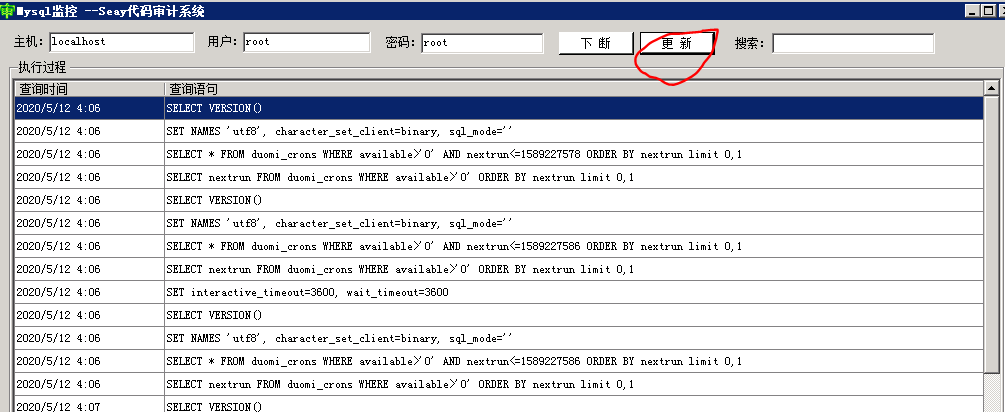 Mysql监控 --Seay代码审计系统
主机: localhost 用户: root 密码: root 下 断 更 新 搜索:
执行过程
查询时间 查询语句
2020/5/12 4:06 SELECT VERSION()
2020/5/12 4:06 SET NAMES 'utf8', character_set_client=binary, sql_mode=''
2020/5/12 4:06 SELECT * FROM duomi_crons WHERE available>'0' AND nextrun<=1589227578 ORDER BY nextrun limit 0,1
2020/5/12 4:06 SELECT nextrun FROM duomi_crons WHERE available>'0' ORDER BY nextrun limit 0,1
2020/5/12 4:06 SELECT VERSION()
2020/5/12 4:06 SET NAMES 'utf8', character_set_client=binary, sql_mode=''
2020/5/12 4:06 SELECT * FROM duomi_crons WHERE available>'0' AND nextrun<=1589227586 ORDER BY nextrun limit 0,1
2020/5/12 4:06 SELECT nextrun FROM duomi_crons WHERE available>'0' ORDER BY nextrun limit 0,1
2020/5/12 4:06 SET interactive_timeout=3600, wait_timeout=3600
2020/5/12 4:06 SELECT VERSION()
2020/5/12 4:06 SET NAMES 'utf8', character_set_client=binary, sql_mode=''
2020/5/12 4:06 SELECT * FROM duomi_crons WHERE available>'0' AND nextrun<=1589227586 ORDER BY nextrun limit 0,1
2020/5/12 4:06 SELECT nextrun FROM duomi_crons WHERE available>'0' ORDER BY nextrun limit 0,1
2020/5/12 4:07 SELECT VERSION()